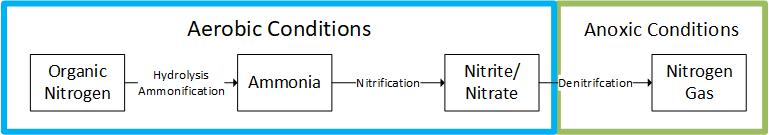 Aerobic Conditions
Anoxic Conditions
Organic
Nitrogen
Hydrolysis
Ammonification
Ammonia
Nitrification
Nitrite/
Nitrate
Denitrifcation
Nitrogen
Gas